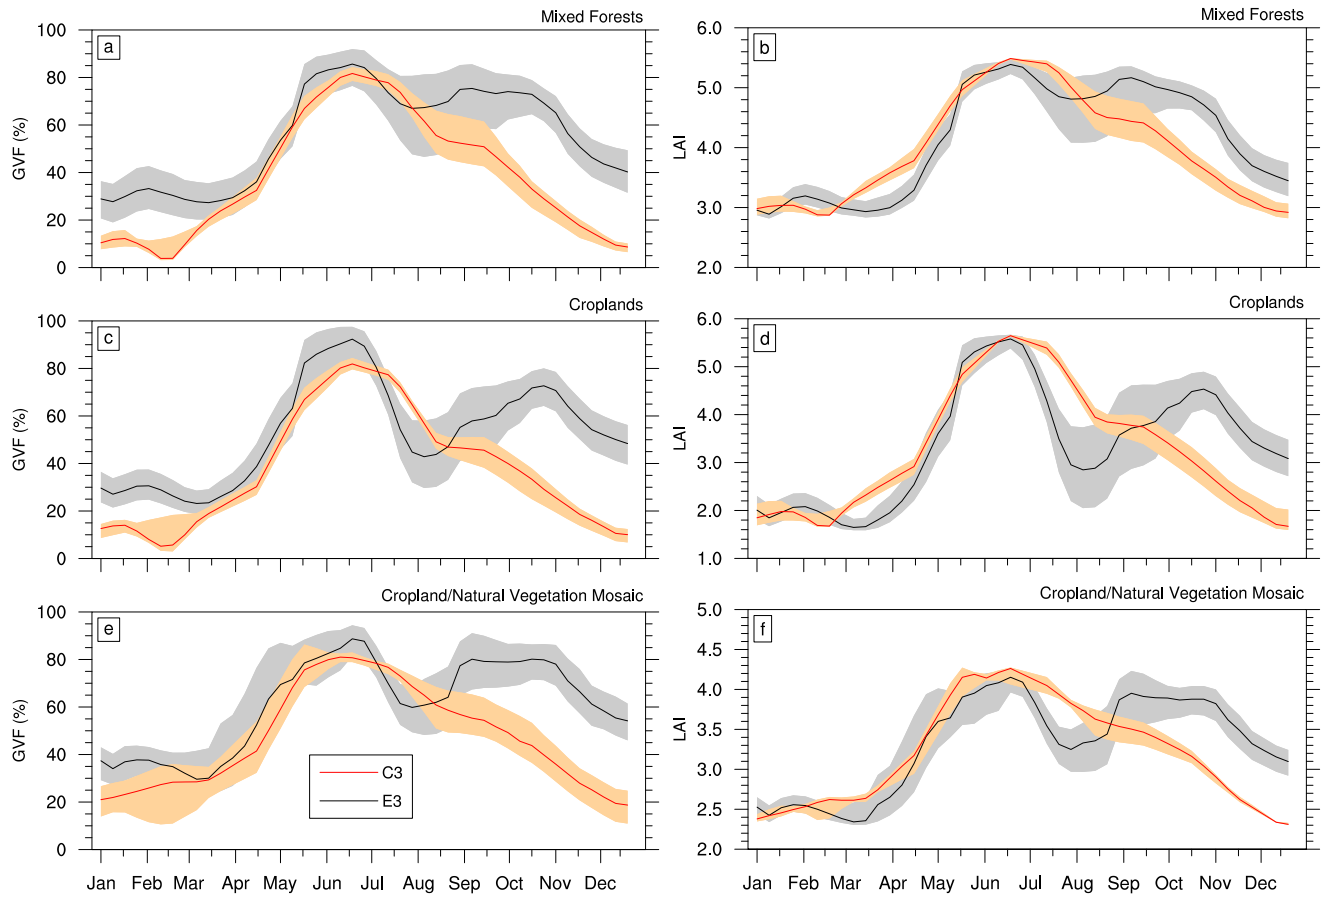 Mixed Forests
a
GVF (%)
100
80
60
40
20
0
Mixed Forests
b
LAI
6.0
5.0
4.0
3.0
2.0
Croplands
c
GVF (%)
100
80
60
40
20
0
Croplands
d
LAI
6.0
5.0
4.0
3.0
2.0
1.0
Cropland/Natural Vegetation Mosaic
e
GVF (%)
100
80
60
40
20
0
C3
E3
Jan Feb Mar Apr May Jun Jul Aug Sep Oct Nov Dec
Cropland/Natural Vegetation Mosaic
f
LAI
5.0
4.5
4.0
3.5
3.0
2.5
2.0
Jan Feb Mar Apr May Jun Jul Aug Sep Oct Nov Dec